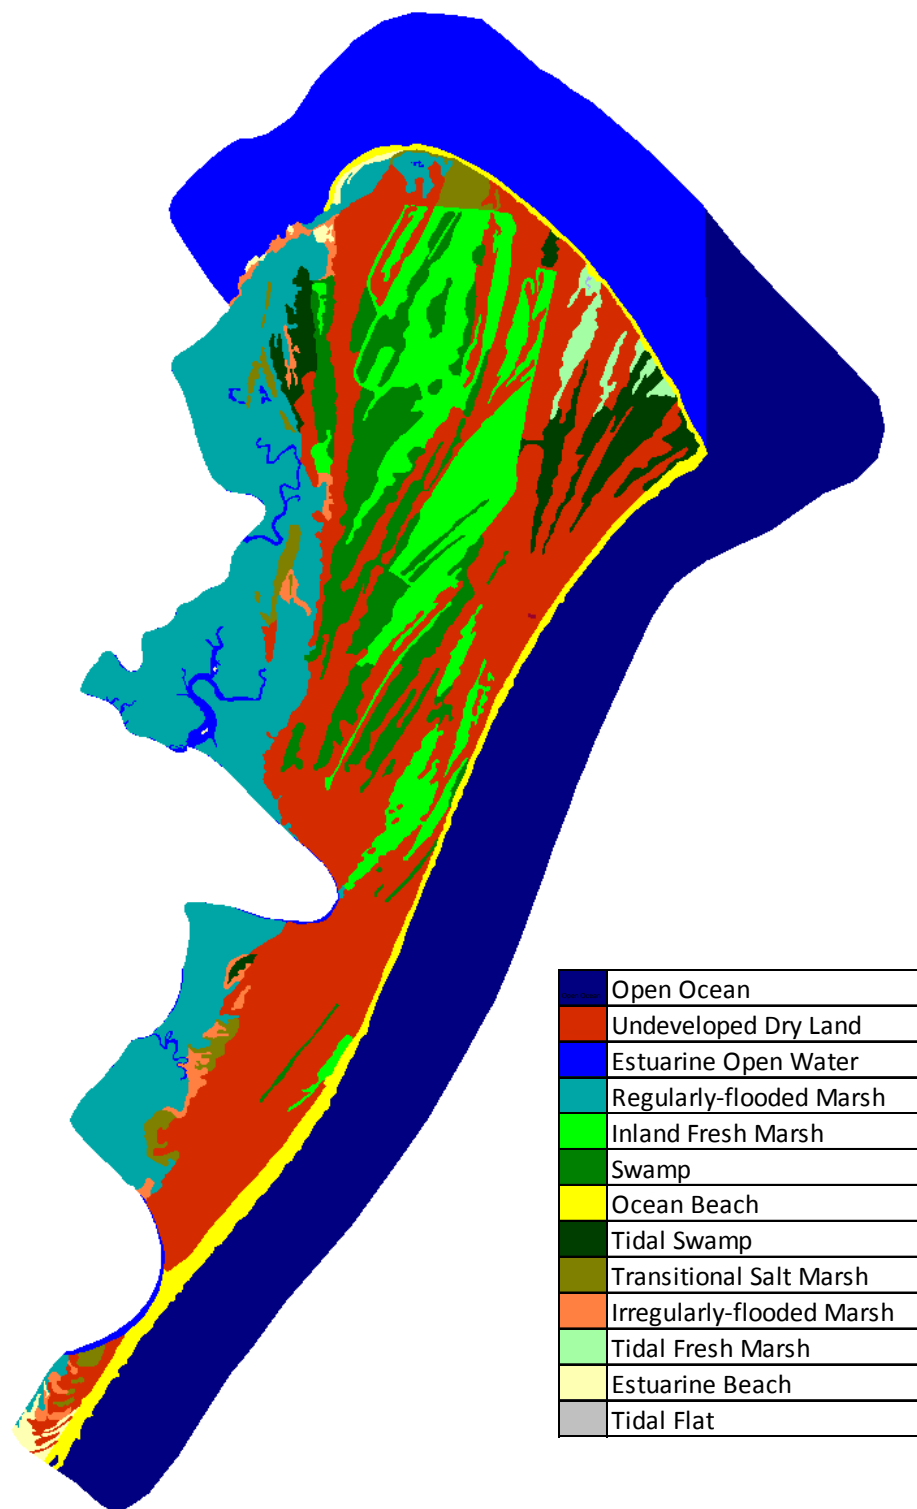 Open Ocean
Undeveloped Dry Land
Estuarine Open Water
Regularly-flooded Marsh
Inland Fresh Marsh
Swamp
Ocean Beach
Tidal Swamp
Transitional Salt Marsh
Irregularly-flooded Marsh
Tidal Fresh Marsh
Estuarine Beach
Tidal Flat